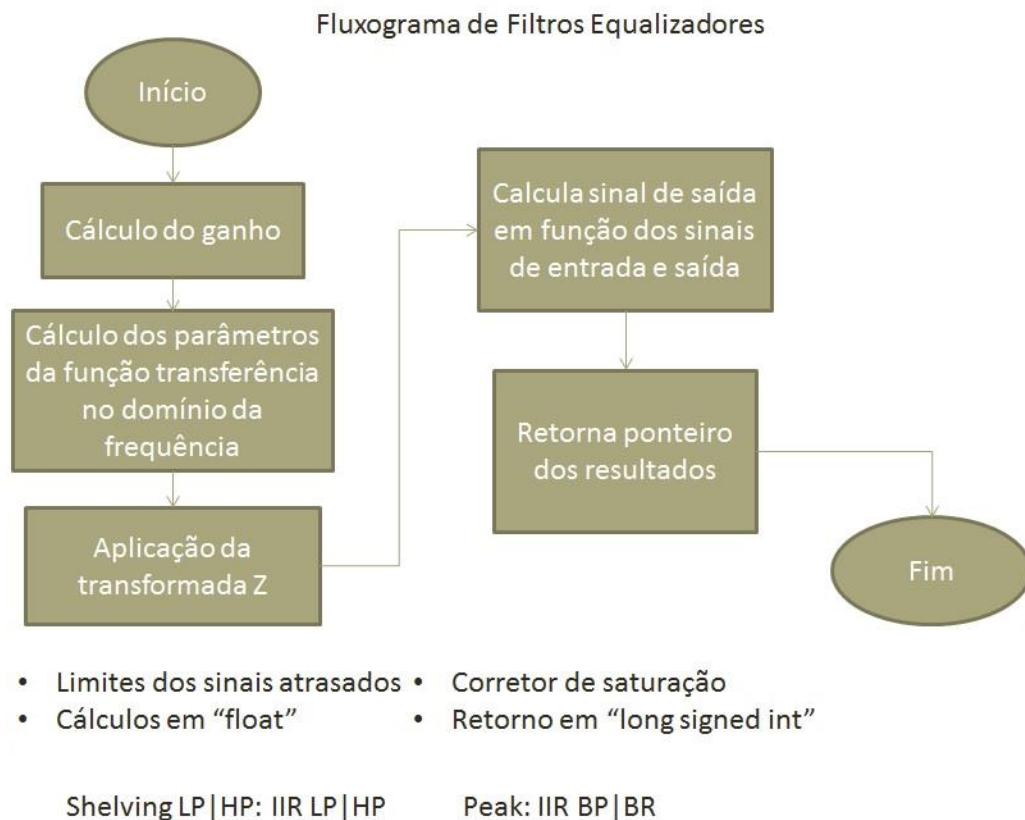 Fluxograma de Filtros Equalizadores
Início
Cálculo do ganho
Cálculo dos parâmetros
da função transferência
no domínio da
frequência
Aplicação da
transformada Z
Calcula sinal de saída
em função dos sinais
de entrada e saída
Retorna ponteiro
dos resultados
Fim
• Limites dos sinais atrasados
• Cálculos em “float”
• Corretor de saturação
• Retorno em “long signed int”
Shelving LP|HP: IIR LP|HP
Peak: IIR BP|BR